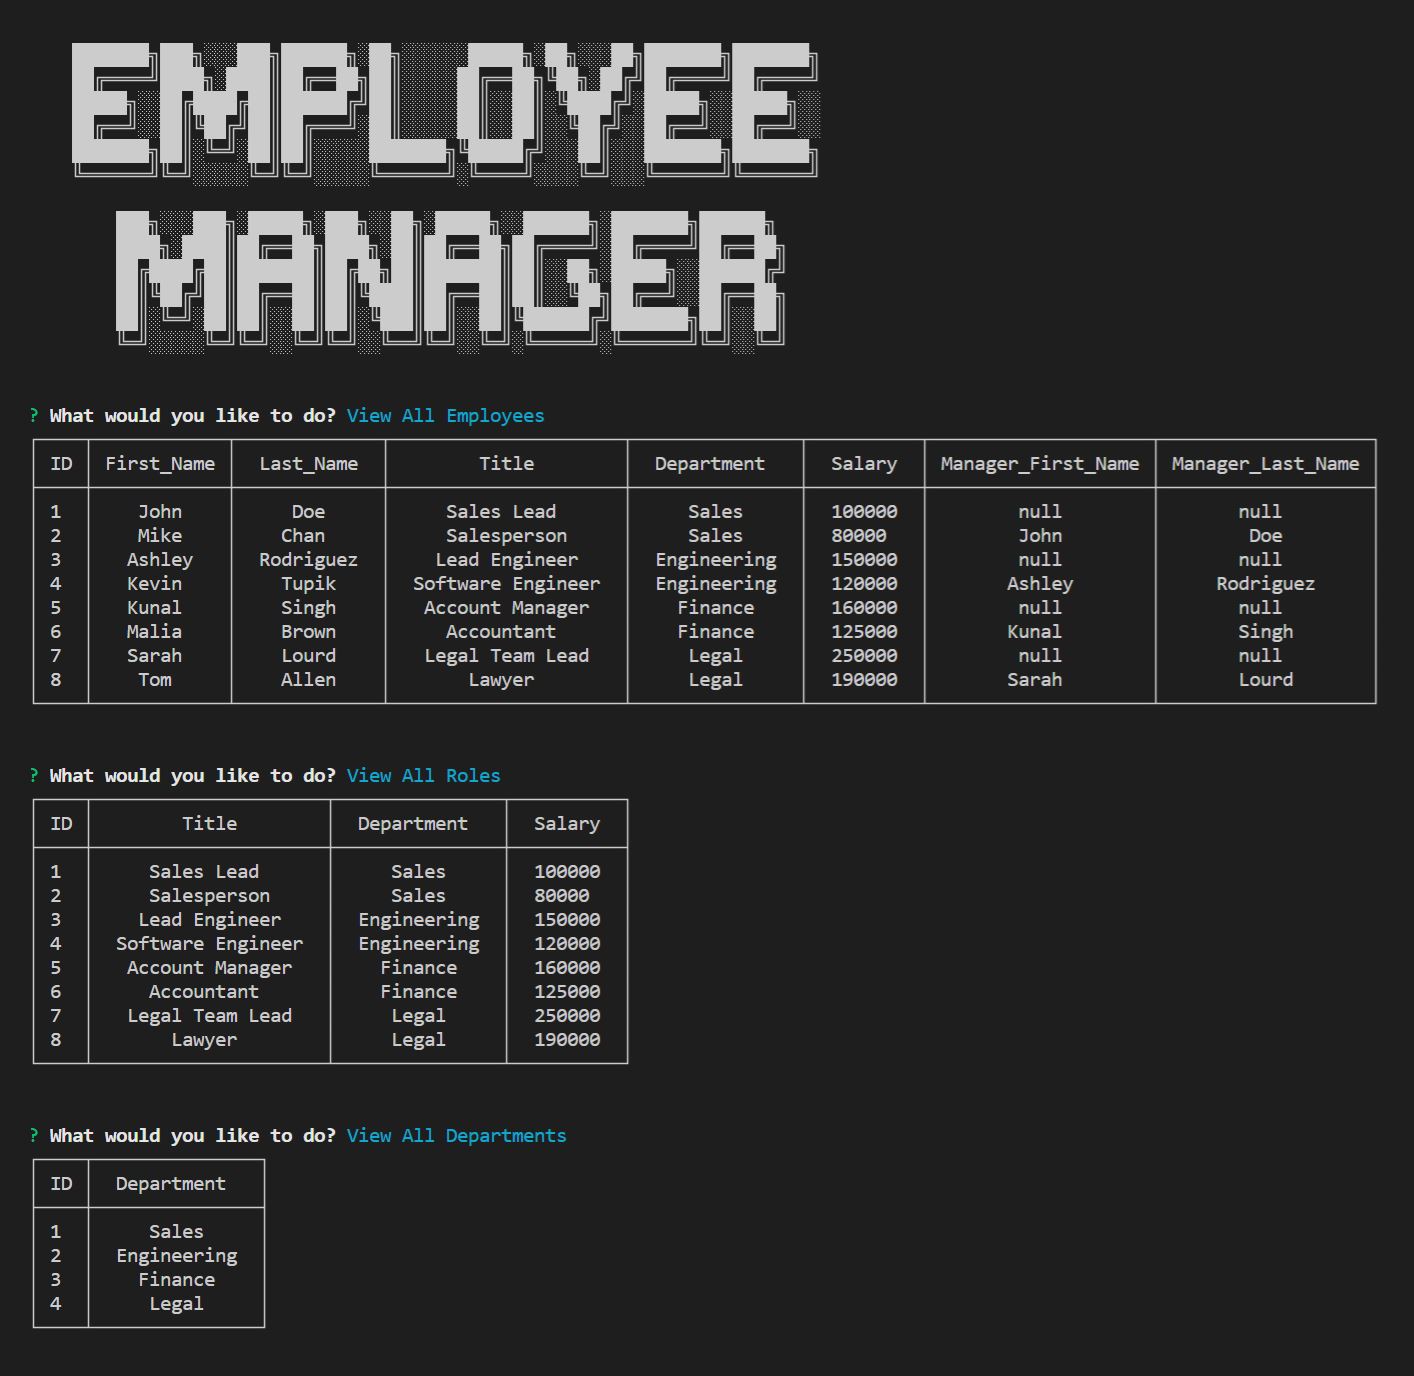 EMPLOYEE
MANAGER
? What would you like to do? View All Employees
ID First_Name Last_Name Title Department Salary Manager_First_Name Manager_Last_Name
1 John Doe Sales Lead Sales 100000 null null
2 Mike Chan Salesperson Sales 80000 John Doe
3 Ashley Rodriguez Lead Engineer Engineering 150000 null null
4 Kevin Tupik Software Engineer Engineering 120000 Ashley Rodriguez
5 Kunal Singh Account Manager Finance 160000 null null
6 Malia Brown Accountant Finance 125000 Kunal Singh
7 Sarah Lourd Legal Team Lead Legal 250000 null null
8 Tom Allen Lawyer Legal 190000 Sarah Lourd
? What would you like to do? View All Roles
ID Title Department Salary
1 Sales Lead Sales 100000
2 Salesperson Sales 80000
3 Lead Engineer Engineering 150000
4 Software Engineer Engineering 120000
5 Account Manager Finance 160000
6 Accountant Finance 125000
7 Legal Team Lead Legal 250000
8 Lawyer Legal 190000
? What would you like to do? View All Departments
ID Department
1 Sales
2 Engineering
3 Finance
4 Legal